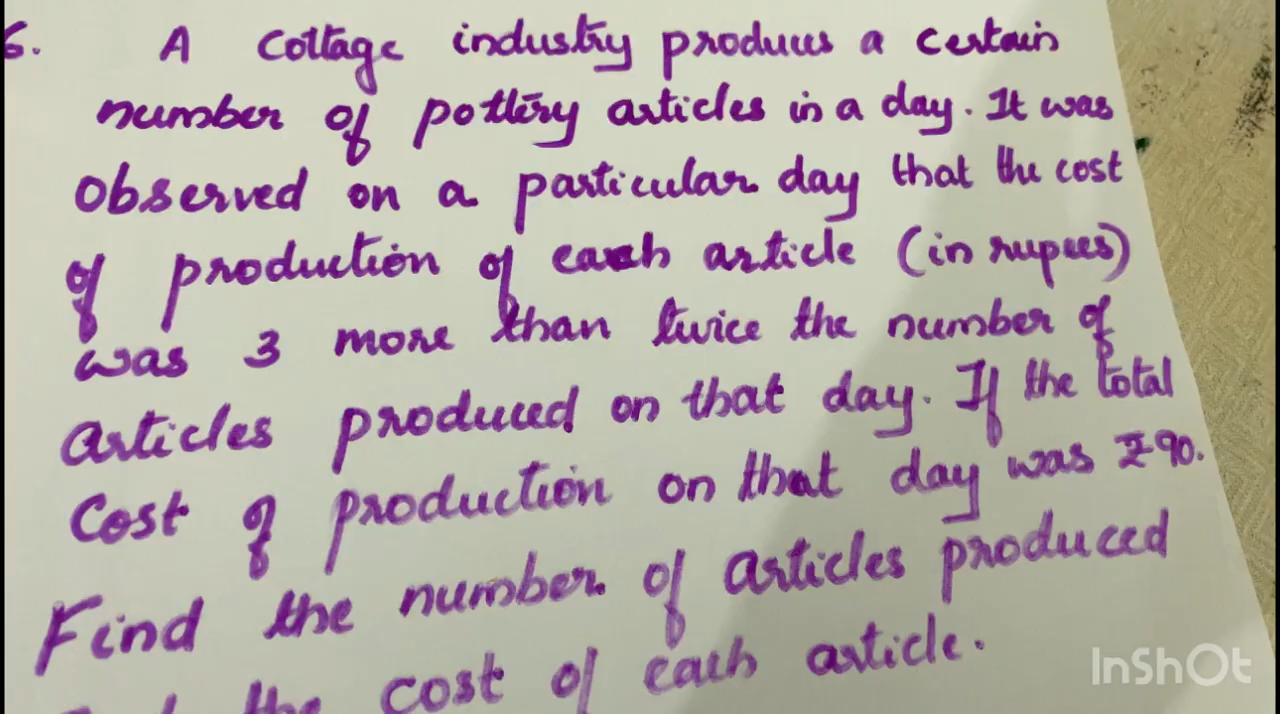 6. A Cottage industry produces a certain
number of pottery articles in a day. It was
observed on a particular day that the cost
of production of each article (in rupees)
was 3 more than twice the number of
articles produced on that day. If the total
Cost of production on that day was ₹90.
Find the number of articles produced
the cost of each article.
InShOt